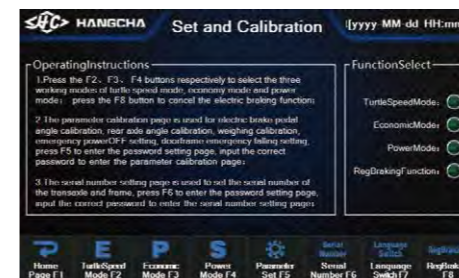 HANGCHA
Set and Calibration
[yyyy-MM-dd HH:mm
OperatingInstructions
1.Press the F2、F3、F4 buttons respectively to select the three
working modes of turtle speed mode, economy mode and power
mode; press the F8 button to concel the electric braking function;
2.The parameter calibration page is used for electric brake pedal
angle calibration, rear axle angle calibration, weighing calibration,
emergency powerOFF setting, doorframe emergency falling setting,
press F5 to enter the password setting page, input the correct
password to enter the parameter calibration page;
3.The serial number setting page is used to set the serial number of
the transaxle and frame, press F6 to enter the password setting page,
input the correct password to enter the serial number setting page;
FunctionSelect
TurtleSpeedMode:
EconomicMode:
PowerMode:
RegBrakingFunction:
E P S Serial Number Language Switch
Home TurtleSpeed Economic Power Parameter Serial Language RegBrak
Page F1 Mode F2 Mode F3 Mode F4 Set F5 Number F6 Switch F7 F8